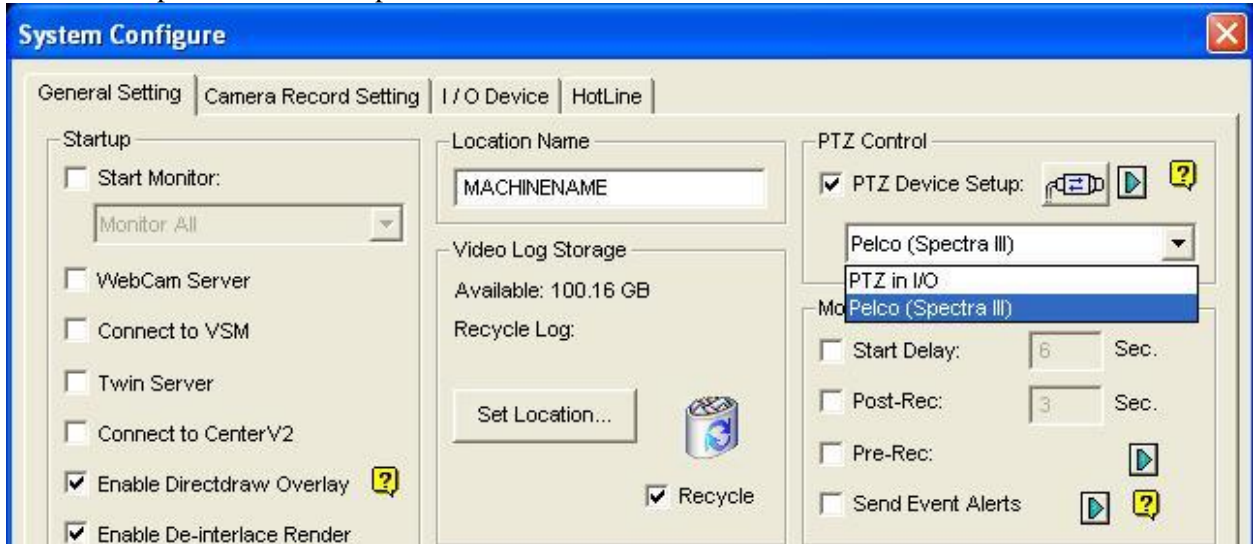 System Configure
General Setting
Camera Record Setting
I / O Device
HotLine
Startup
Start Monitor:
Monitor All
WebCam Server
Connect to VSM
Twin Server
Connect to CenterV2
Enable Directdraw Overlay
Enable De-interlace Render
Location Name
MACHINENAME
Video Log Storage
Available: 100.16 GB
Recycle Log:
Set Location...
Recycle
PTZ Control
PTZ Device Setup:
Pelco (Spectra III)
PTZ in I/O
Pelco (Spectra III)
Start Delay:
6 Sec.
Post-Rec:
3 Sec.
Pre-Rec:
Send Event Alerts